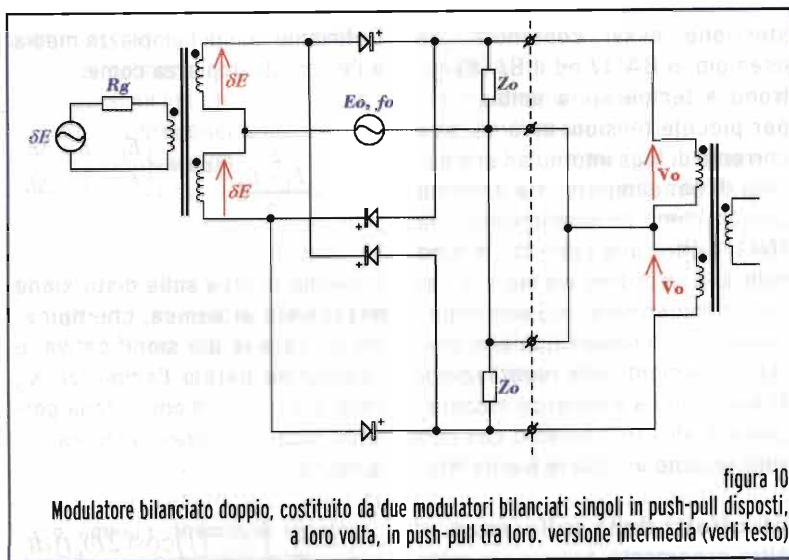 δE
Rg
δE
δE
Eo, fo
Zo
Zo
Vo
Vo
figura 10
Modulatore bilanciato doppio, costituito da due modulatori bilanciati singoli in push-pull disposti,
a loro volta, in push-pull tra loro. versione intermedia (vedi testo)